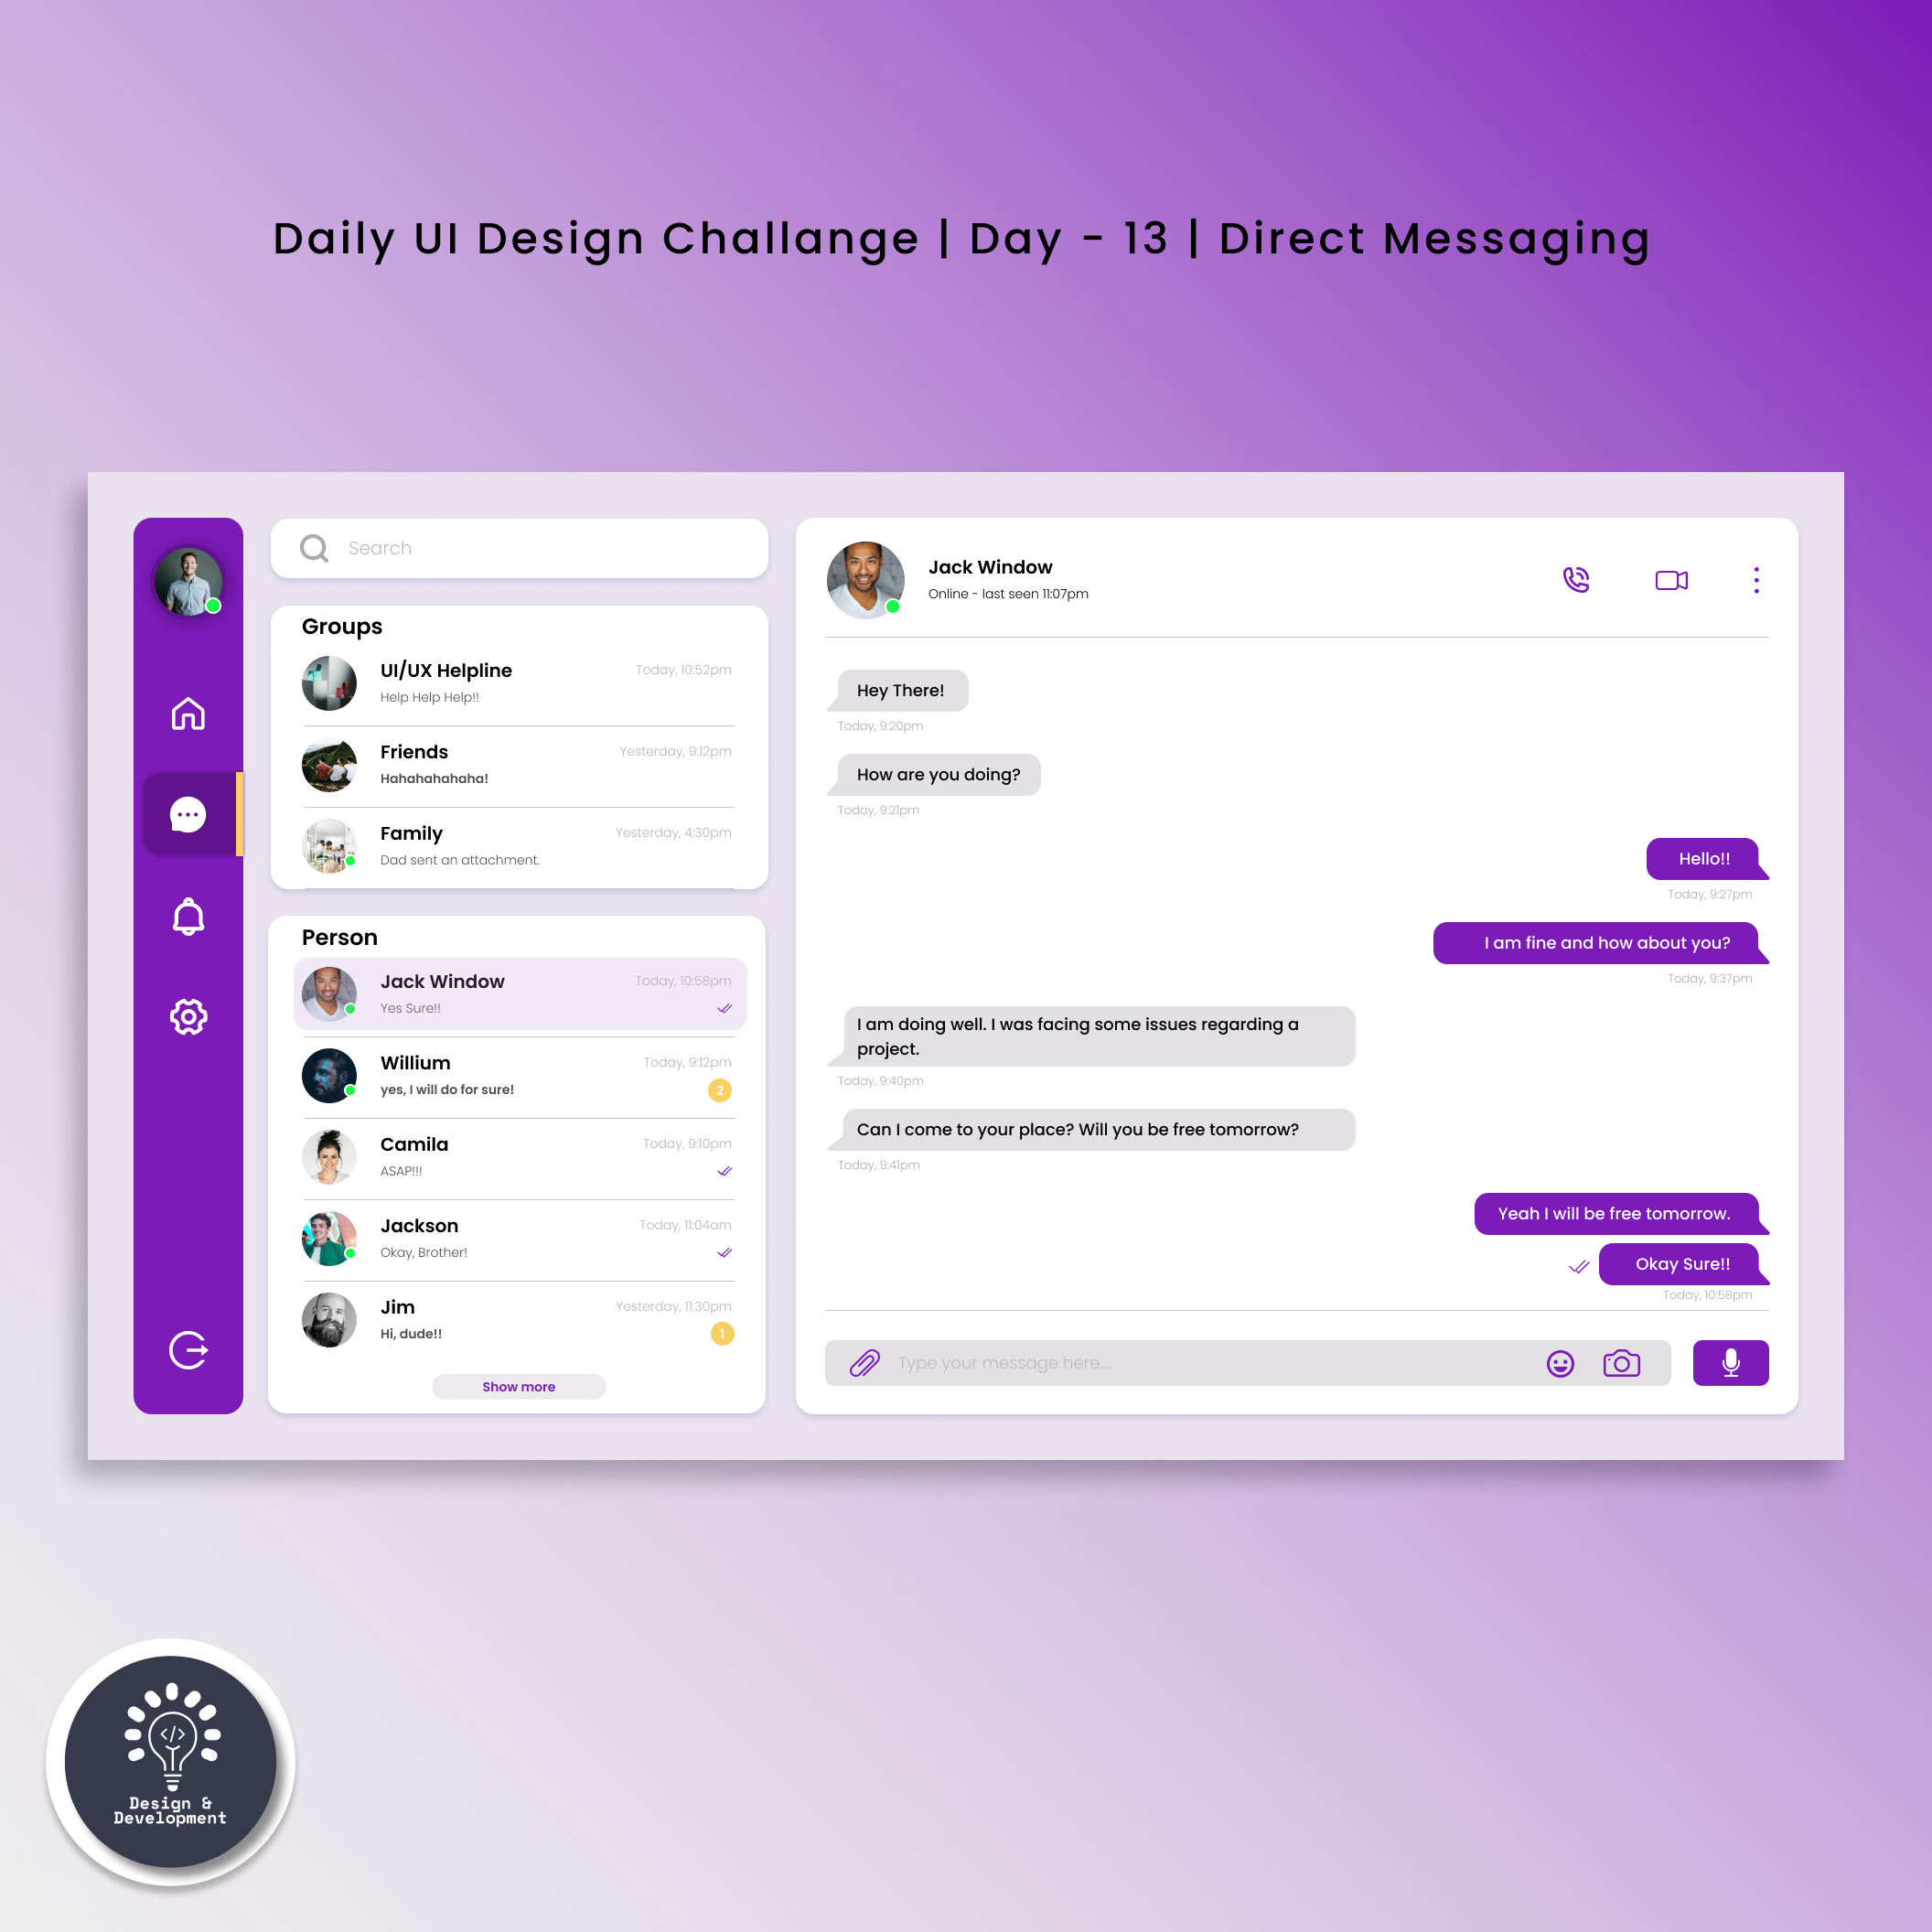 Daily UI Design Challange | Day - 13 | Direct Messaging
Search
Groups
UI/UX Helpline
Today, 10:52pm
Help Help Help!!
Friends
Yesterday, 9:12pm
Hahahahahaha!
Family
Yesterday, 4:30pm
Dad sent an attachment.
Person
Jack Window
Today, 10:58pm
Yes Sure!!
Willium
Today, 9:12pm
yes, I will do for sure!
2
Camila
Today, 9:10pm
ASAP!!!
Jackson
Today, 11:04am
Okay, Brother!
Jim
Yesterday, 11:30pm
Hi, dude!!
1
Show more
Jack Window
Online - last seen 11:07pm
Hey There!
Today, 9:20pm
How are you doing?
Today, 9:21pm
Hello!!
Today, 9:27pm
I am fine and how about you?
Today, 9:37pm
I am doing well. I was facing some issues regarding a
project.
Today, 9:40pm
Can I come to your place? Will you be free tomorrow?
Today, 9:41pm
Yeah I will be free tomorrow.
Okay Sure!!
Today, 10:58pm
Type your message here....
</>
Design &
Development